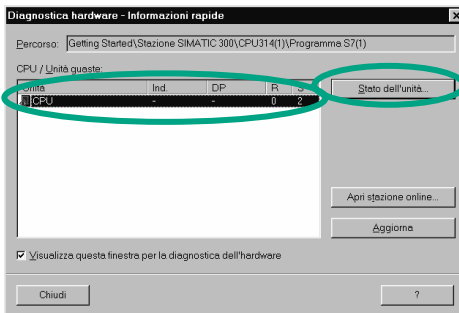 Diagnostica hardware - Informazioni rapide
Percorso: Getting Started\Stazione SIMATIC 300\CPU314(1)\Programma S7(1)
CPU / Unità guaste:
Unità Ind. DP R S
CPU - - 0 2
Stato dell'unità...
Apri stazione online...
Aggiorna
Visualizza questa finestra per la diagnostica dell'hardware
Chiudi ?